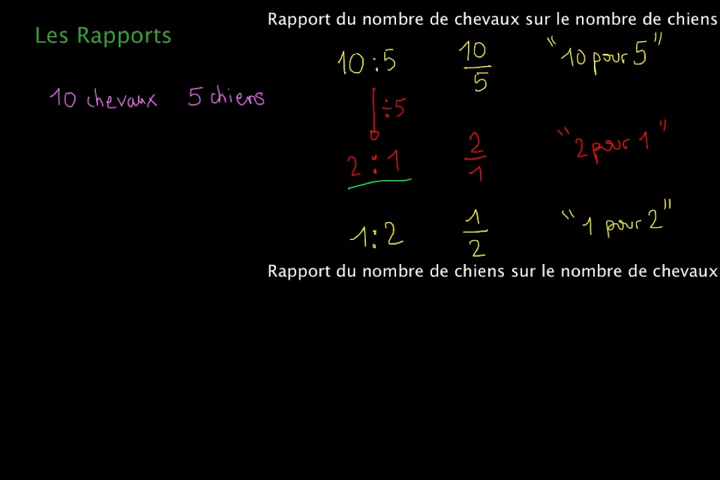 Rapport du nombre de chevaux sur le nombre de chiens
Les Rapports
10:5 10/5 "10 pour 5"
10 chevaux 5 chiens
÷5
2:1 2/1 "2 pour 1"
1:2 1/2 "1 pour 2"
Rapport du nombre de chiens sur le nombre de chevaux